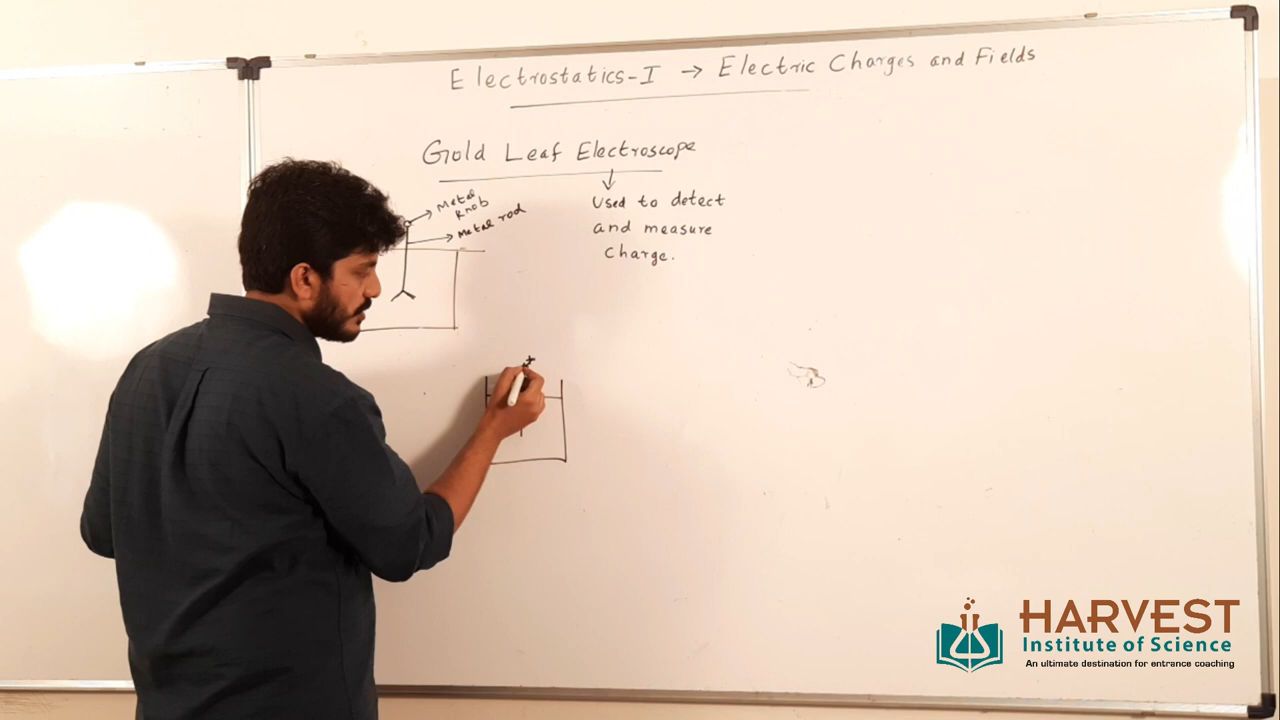 Electrostatics-I → Electric Charges and Fields
Gold Leaf Electroscope
Metal
knob
Metal rod
Used to detect
and measure
Charge.
+
HARVEST
Institute of Science
An ultimate destination for entrance coaching